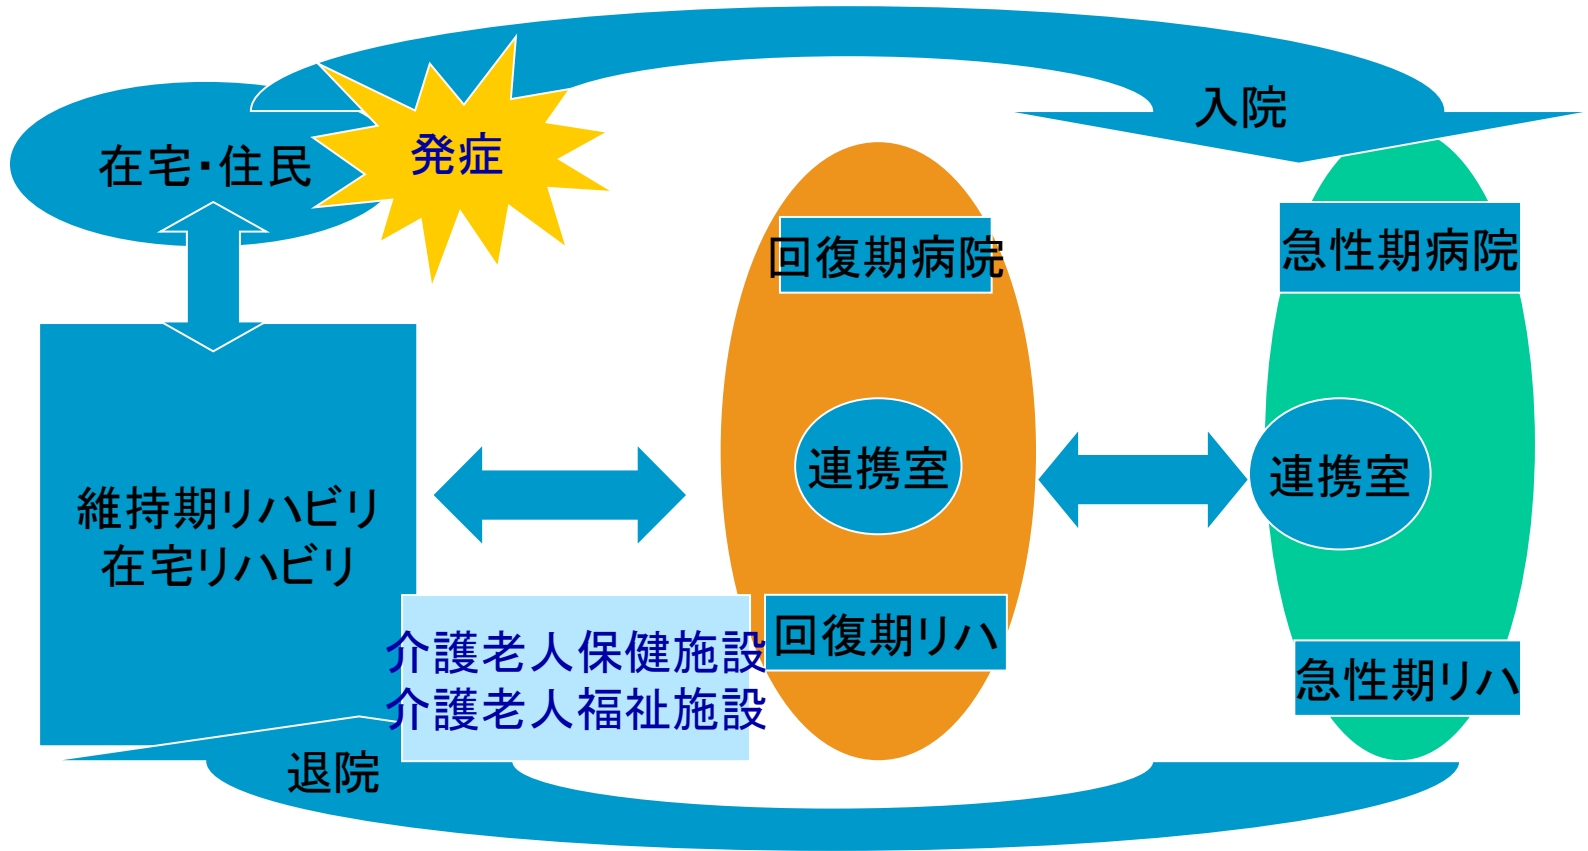 入院
発症
在宅・住民
回復期病院
急性期病院
連携室
連携室
維持期リハビリ
在宅リハビリ
介護老人保健施設
介護老人福祉施設
回復期リハ
急性期リハ
退院